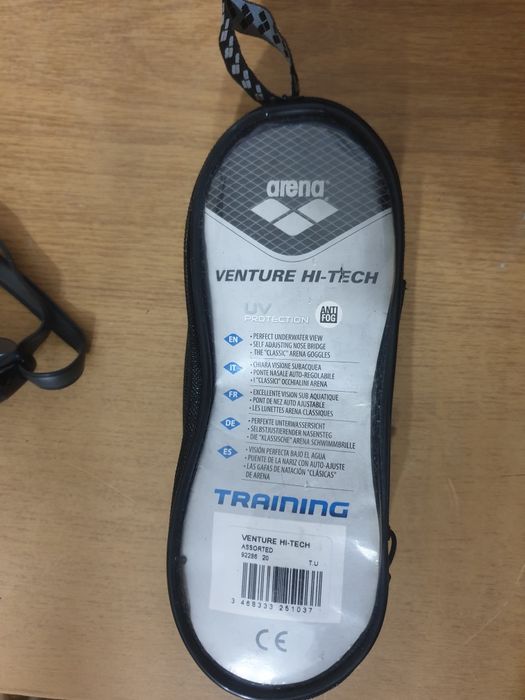 arena
VENTURE HI-TECH
UV
PROTECTION
ANTI
FOG
EN
• PERFECT UNDERWATER VIEW
• SELF ADJUSTING NOSE BRIDGE
• THE "CLASSIC" ARENA GOGGLES
IT
• CHIARA VISIONE SUBACQUEA
• PONTE NASALE AUTO-REGOLABILE
• I "CLASSICI" OCCHIALINI ARENA
FR
• EXCELLENTE VISION SUB AQUATIQUE
• PONT DE NEZ AUTO AJUSTABLE
• LES LUNETTES ARENA CLASSIQUES
DE
• PERFEKTE UNTERWASSERSICHT
• SELBSTJUSTIERENDER NASENSTEG
• DIE "KLASSISCHE" ARENA SCHWIMMBRILLE
ES
• VISIÓN PERFECTA BAJO EL AGUA
• PUENTE DE LA NARIZ CON AUTO-AJUSTE
• LAS GAFAS DE NATACIÓN "CLÁSICAS"
DE ARENA
TRAINING
VENTURE HI-TECH
ASSORTED
92286 20 T.U
3 468333 251037
CE